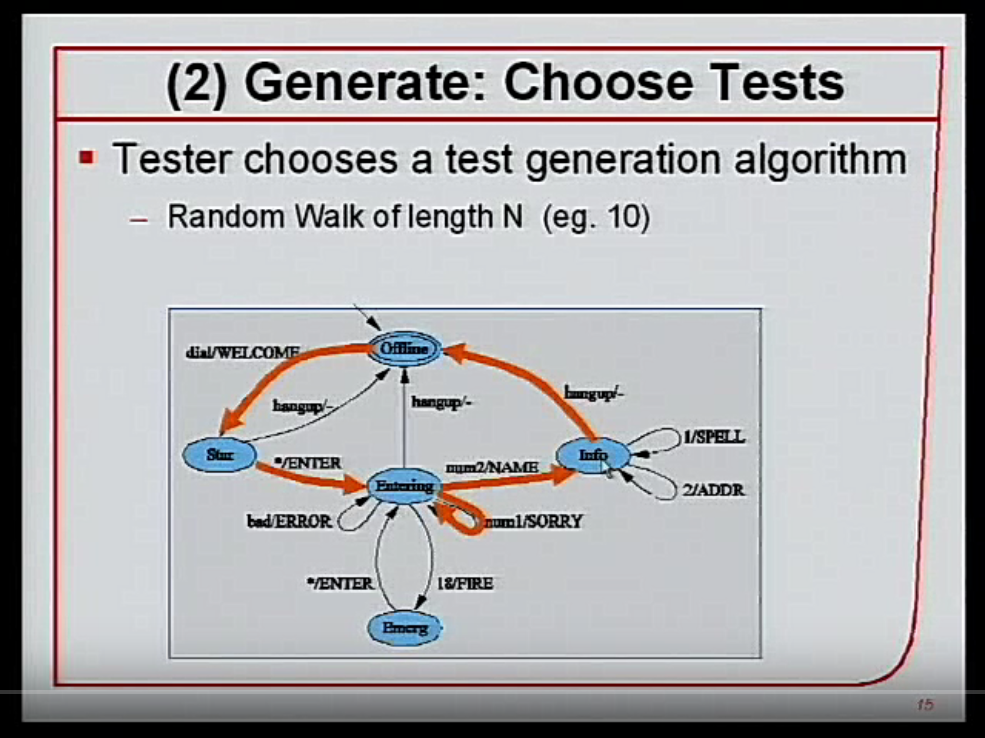 (2) Generate: Choose Tests
Tester chooses a test generation algorithm
– Random Walk of length N (eg. 10)
Offline
dial/WELCOME
hangup/-
hangup/-
hangup/-
Star
*/ENTER
num2/NAME
Info
1/SPELL
Entering
2/ADDR
bad/ERROR
num1/SORRY
*/ENTER
18/FIRE
Emerg
15